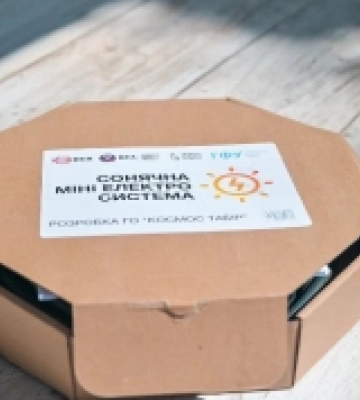 СОНЯЧНА
МІНІ ЕЛЕКТРО
СИСТЕМА
РОЗРОБКА ГО "КОСМОС ТАБІР"